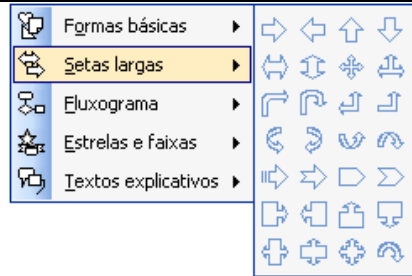 Formas básicas
Setas largas
Fluxograma
Estrelas e faixas
Textos explicativos